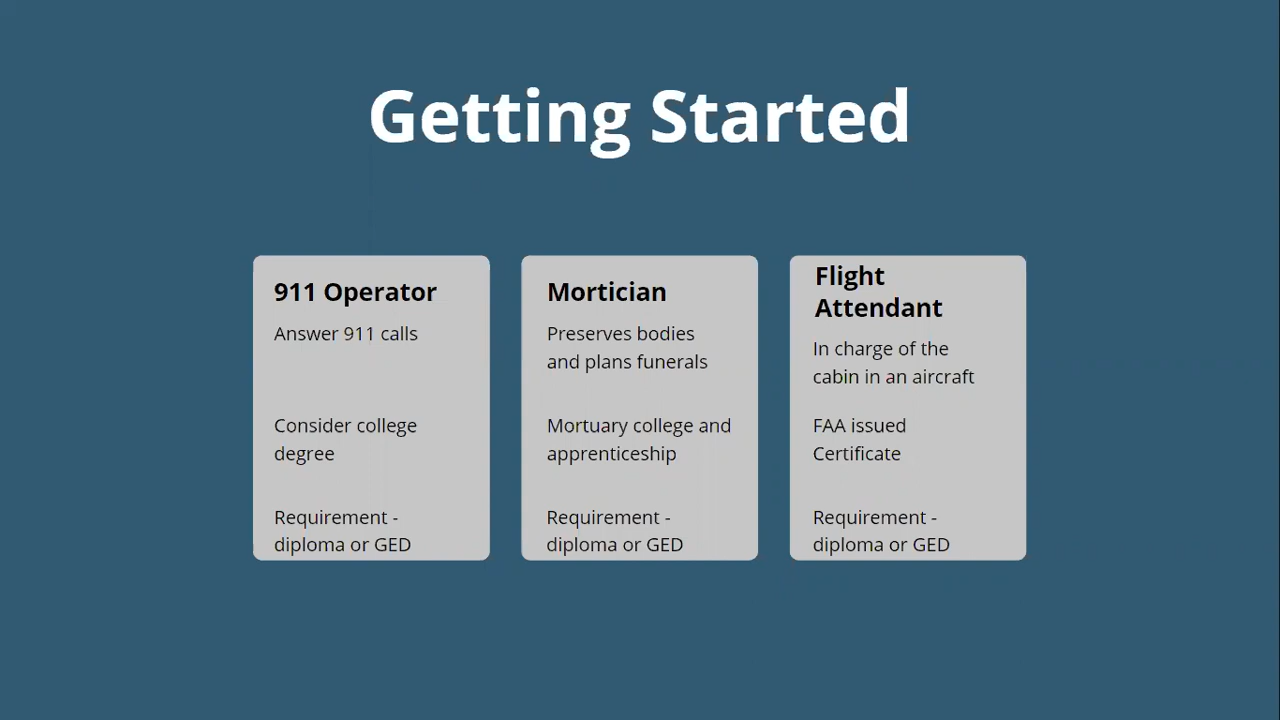 Getting Started
911 Operator
Answer 911 calls
Consider college
degree
Requirement -
diploma or GED
Mortician
Preserves bodies
and plans funerals
Mortuary college and
apprenticeship
Requirement -
diploma or GED
Flight
Attendant
In charge of the
cabin in an aircraft
FAA issued
Certificate
Requirement -
diploma or GED